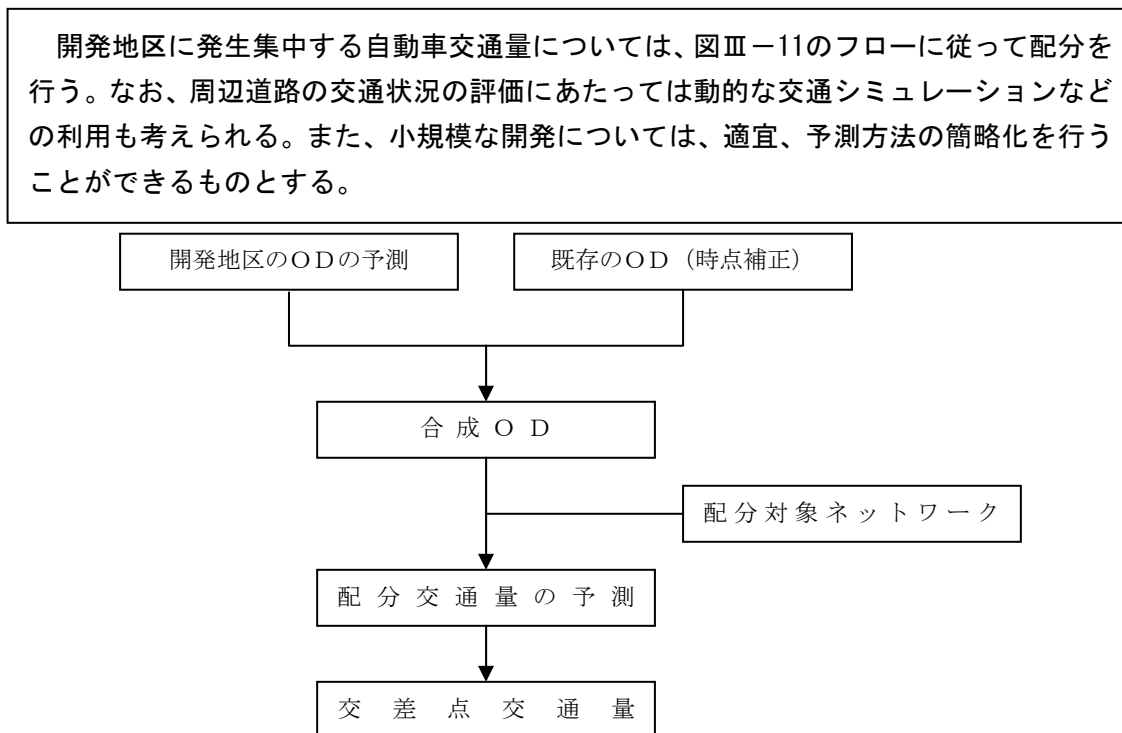 開発地区に発生集中する自動車交通量については、図Ⅲ－11のフローに従って配分を
行う。なお、周辺道路の交通状況の評価にあたっては動的な交通シミュレーションなど
の利用も考えられる。また、小規模な開発については、適宜、予測方法の簡略化を行う
ことができるものとする。
開発地区のＯＤの予測
既存のＯＤ（時点補正）
合成ＯＤ
配分対象ネットワーク
配分交通量の予測
交差点交通量